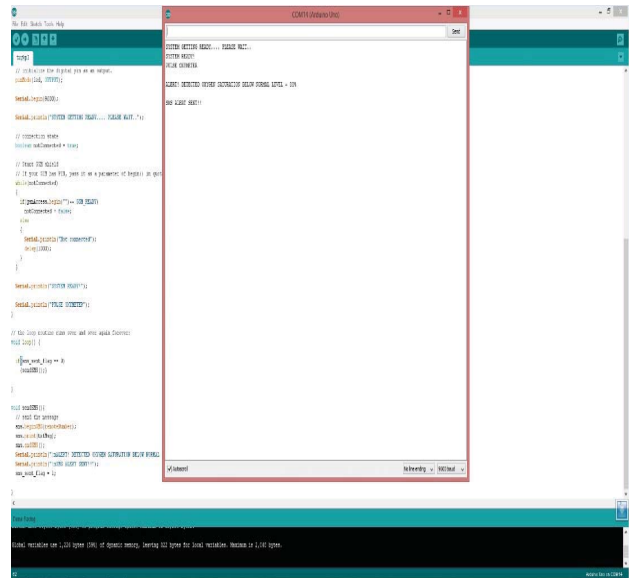 File Edit Sketch Tools Help
// initialize the digital pin as an output.
pinMode(led, OUTPUT);
Serial.begin(9600);
Serial.println("SYSTEM GETTING READY.... PLEASE WAIT..");
// connection state
boolean notConnected = true;
// Start GSM shield
// If your SIM has PIN, pass it as a parameter of begin() in quotes
while(notConnected)
{
if(gsmAccess.begin("")== GSM_READY)
notConnected = false;
else
{
Serial.println("Not connected");
delay(1000);
}
}
Serial.println("SYSTEM READY!");
Serial.println("PULSE OXIMETER");
}
// the loop routine runs over and over again forever:
void loop() {
if(sms_sent_flag == 0)
{sendSMS();}
}
void sendSMS(){
// send the message
sms.beginSMS(remoteNumber);
sms.print(txtMsg);
sms.endSMS();
Serial.println("\nALERT! DETECTED OXYGEN SATURATION BELOW NORMAL
Serial.println("\nSMS ALERT SENT!!");
sms_sent_flag = 1;
}
COM14 (Arduino Uno)
Send
SYSTEM GETTING READY.... PLEASE WAIT..
SYSTEM READY!
PULSE OXIMETER
ALERT! DETECTED OXYGEN SATURATION BELOW NORMAL LEVEL
SMS ALERT SENT!!
Autoscroll
No line ending
9600 baud
Done Saving.
Global variables use 1,226 bytes (59%) of dynamic memory, leaving 822 bytes for local variables. Maximum is 2,048 bytes.
Arduino Uno on COM14